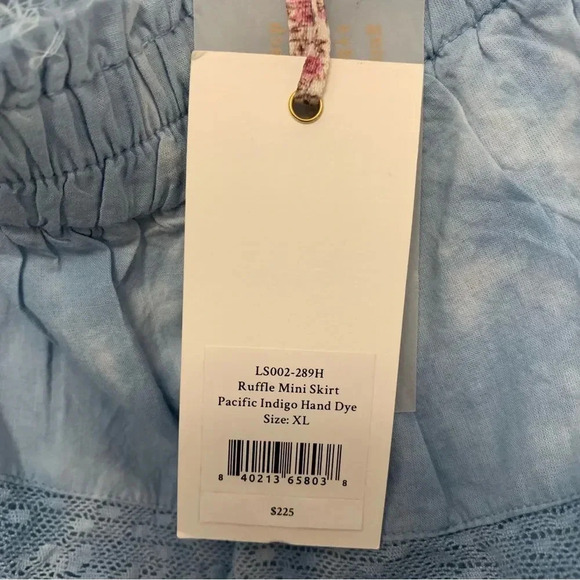 LS002-289H
Ruffle Mini Skirt
Pacific Indigo Hand Dye
Size: XL
8 40213 65803 8
$225